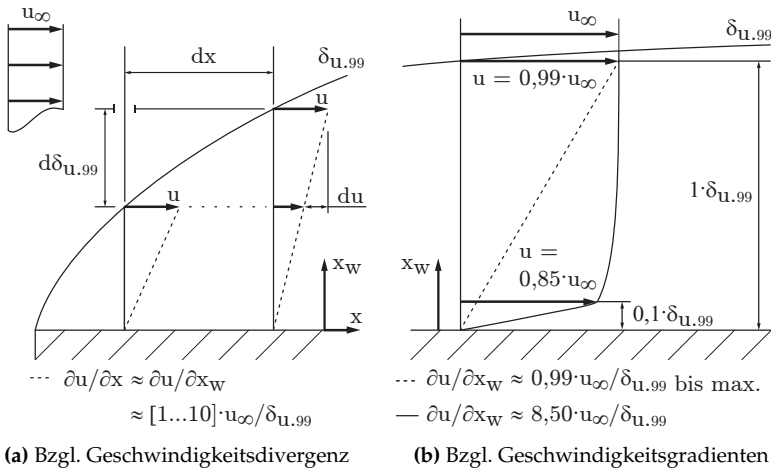 u∞
dx
δu.99
u
dδu.99
u
du
xw
x
∂u/∂x ≈ ∂u/∂xw
≈ [1...10]·u∞/δu.99
(a) Bzgl. Geschwindigkeitsdivergenz
u∞
δu.99
u = 0,99·u∞
1·δu.99
u =
0,85·u∞
xw
0,1·δu.99
∂u/∂xw ≈ 0,99·u∞/δu.99 bis max.
∂u/∂xw ≈ 8,50·u∞/δu.99
(b) Bzgl. Geschwindigkeitsgradienten